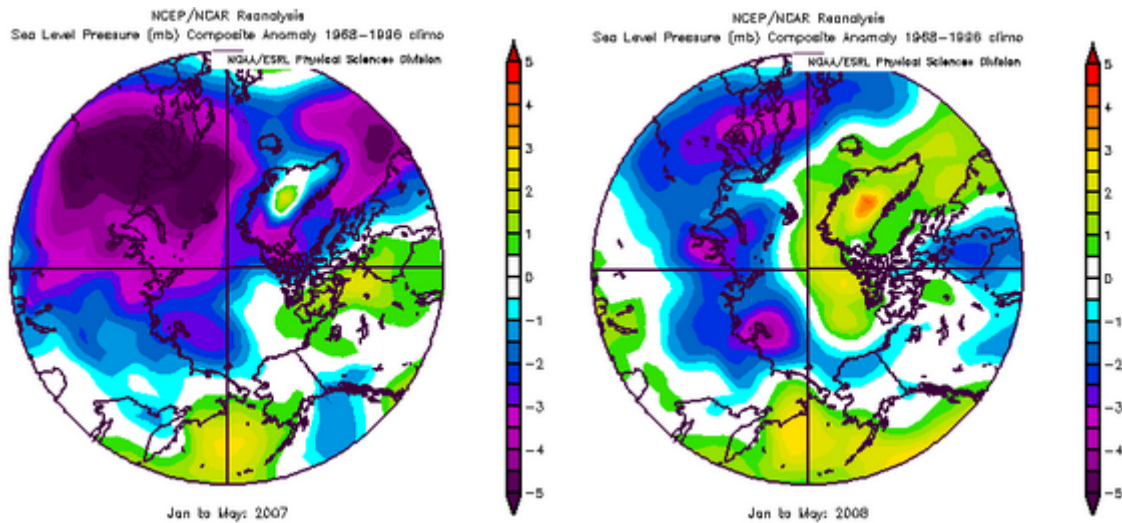 NCEP/NCAR Reanalysis
Sea Level Pressure (mb) Composite Anomaly 1968-1996 climo
NOAA/ESRL Physical Sciences Division
5
4
3
2
1
0
-1
-2
-3
-4
-5
Jan to May: 2007
NCEP/NCAR Reanalysis
Sea Level Pressure (mb) Composite Anomaly 1968-1996 climo
NOAA/ESRL Physical Sciences Division
5
4
3
2
1
0
-1
-2
-3
-4
-5
Jan to May: 2008